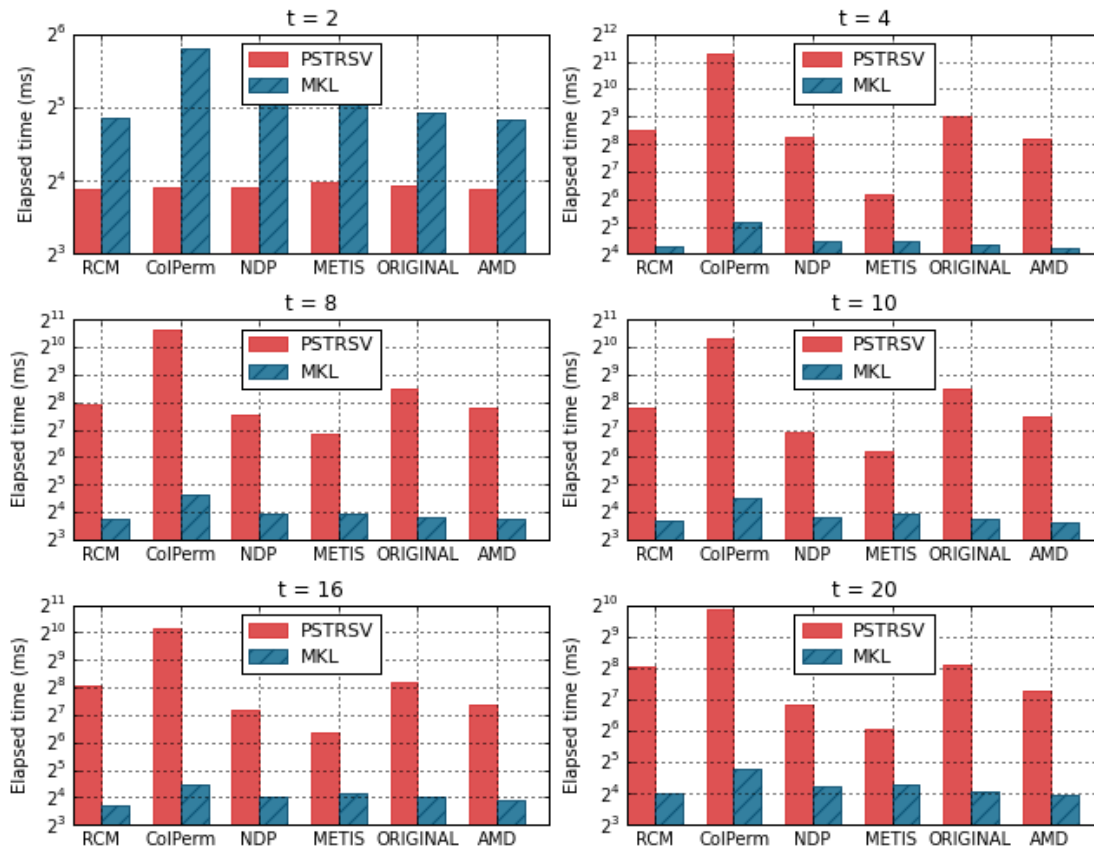 t = 2
Elapsed time (ms)
2^6
2^5
2^4
2^3
PSTRSV
MKL
RCM ColPerm NDP METIS ORIGINAL AMD
t = 4
Elapsed time (ms)
2^12
2^11
2^10
2^9
2^8
2^7
2^6
2^5
2^4
PSTRSV
MKL
RCM ColPerm NDP METIS ORIGINAL AMD
t = 8
Elapsed time (ms)
2^11
2^10
2^9
2^8
2^7
2^6
2^5
2^4
2^3
PSTRSV
MKL
RCM ColPerm NDP METIS ORIGINAL AMD
t = 10
Elapsed time (ms)
2^11
2^10
2^9
2^8
2^7
2^6
2^5
2^4
2^3
PSTRSV
MKL
RCM ColPerm NDP METIS ORIGINAL AMD
t = 16
Elapsed time (ms)
2^11
2^10
2^9
2^8
2^7
2^6
2^5
2^4
2^3
PSTRSV
MKL
RCM ColPerm NDP METIS ORIGINAL AMD
t = 20
Elapsed time (ms)
2^10
2^9
2^8
2^7
2^6
2^5
2^4
2^3
PSTRSV
MKL
RCM ColPerm NDP METIS ORIGINAL AMD